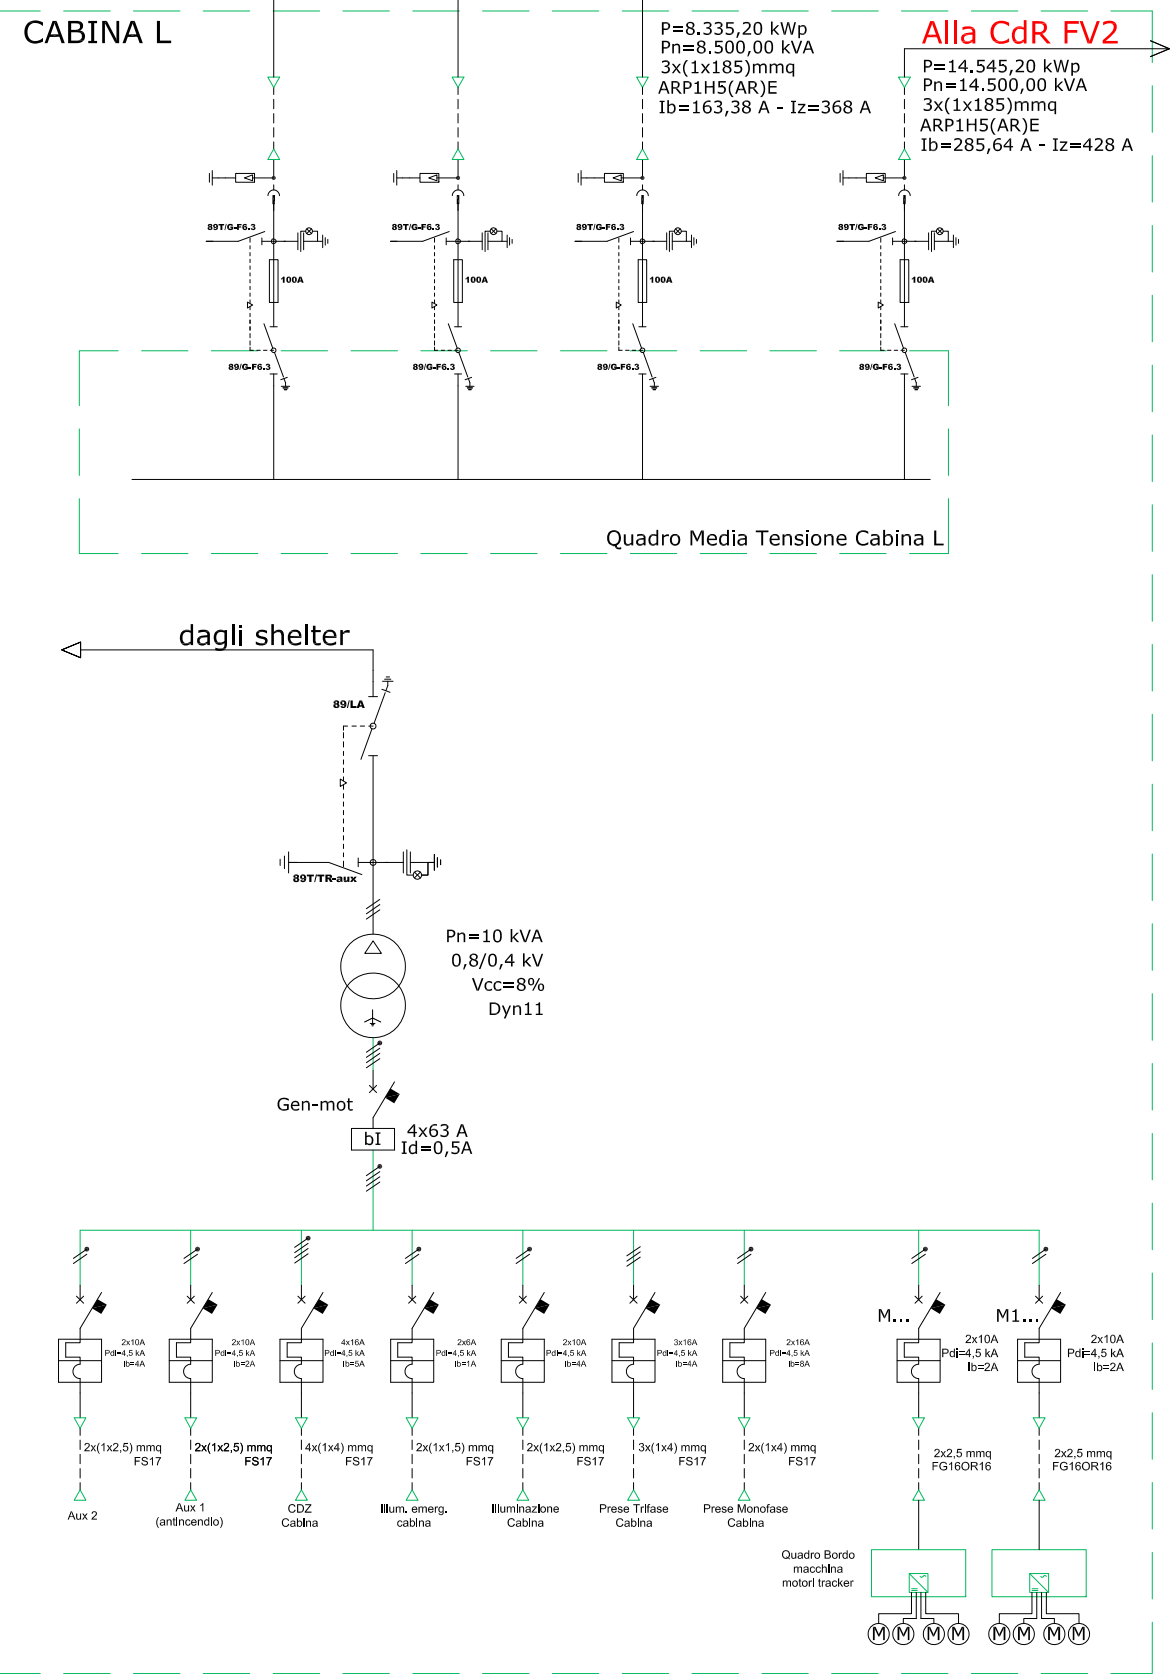 CABINA L
P=8.335,20 kWp
Pn=8.500,00 kVA
3x(1x185)mmq
ARP1H5(AR)E
Ib=163,38 A - Iz=368 A
Alla CdR FV2
P=14.545,20 kWp
Pn=14.500,00 kVA
3x(1x185)mmq
ARP1H5(AR)E
Ib=285,64 A - Iz=428 A
89T/G-F6.3
89T/G-F6.3
89T/G-F6.3
89T/G-F6.3
100A
100A
100A
100A
89/G-F6.3
89/G-F6.3
89/G-F6.3
89/G-F6.3
Quadro Media Tensione Cabina L
dagli shelter
89/LA
89T/TR-aux
Pn=10 kVA
0,8/0,4 kV
Vcc=8%
Dyn11
Gen-mot
bI
4x63 A
Id=0,5A
2x10A
PdI=4,5 kA
Ib=4A
2x10A
PdI=4,5 kA
Ib=2A
4x16A
PdI=4,5 kA
Ib=5A
2x6A
PdI=4,5 kA
Ib=1A
2x10A
PdI=4,5 kA
Ib=4A
3x16A
PdI=4,5 kA
Ib=4A
2x16A
PdI=4,5 kA
Ib=8A
M...
2x10A
Pdi=4,5 kA
Ib=2A
M1...
2x10A
Pdi=4,5 kA
Ib=2A
2x(1x2,5) mmq
FS17
2x(1x2,5) mmq
FS17
4x(1x4) mmq
FS17
2x(1x1,5) mmq
FS17
2x(1x2,5) mmq
FS17
3x(1x4) mmq
FS17
2x(1x4) mmq
FS17
2x2,5 mmq
FG16OR16
2x2,5 mmq
FG16OR16
Aux 2
Aux 1
(antincendio)
CDZ
Cabina
Illum. emerg.
cabina
Illuminazione
Cabina
Prese Trifase
Cabina
Prese Monofase
Cabina
Quadro Bordo
macchina
motori tracker
M M M M
M M M M